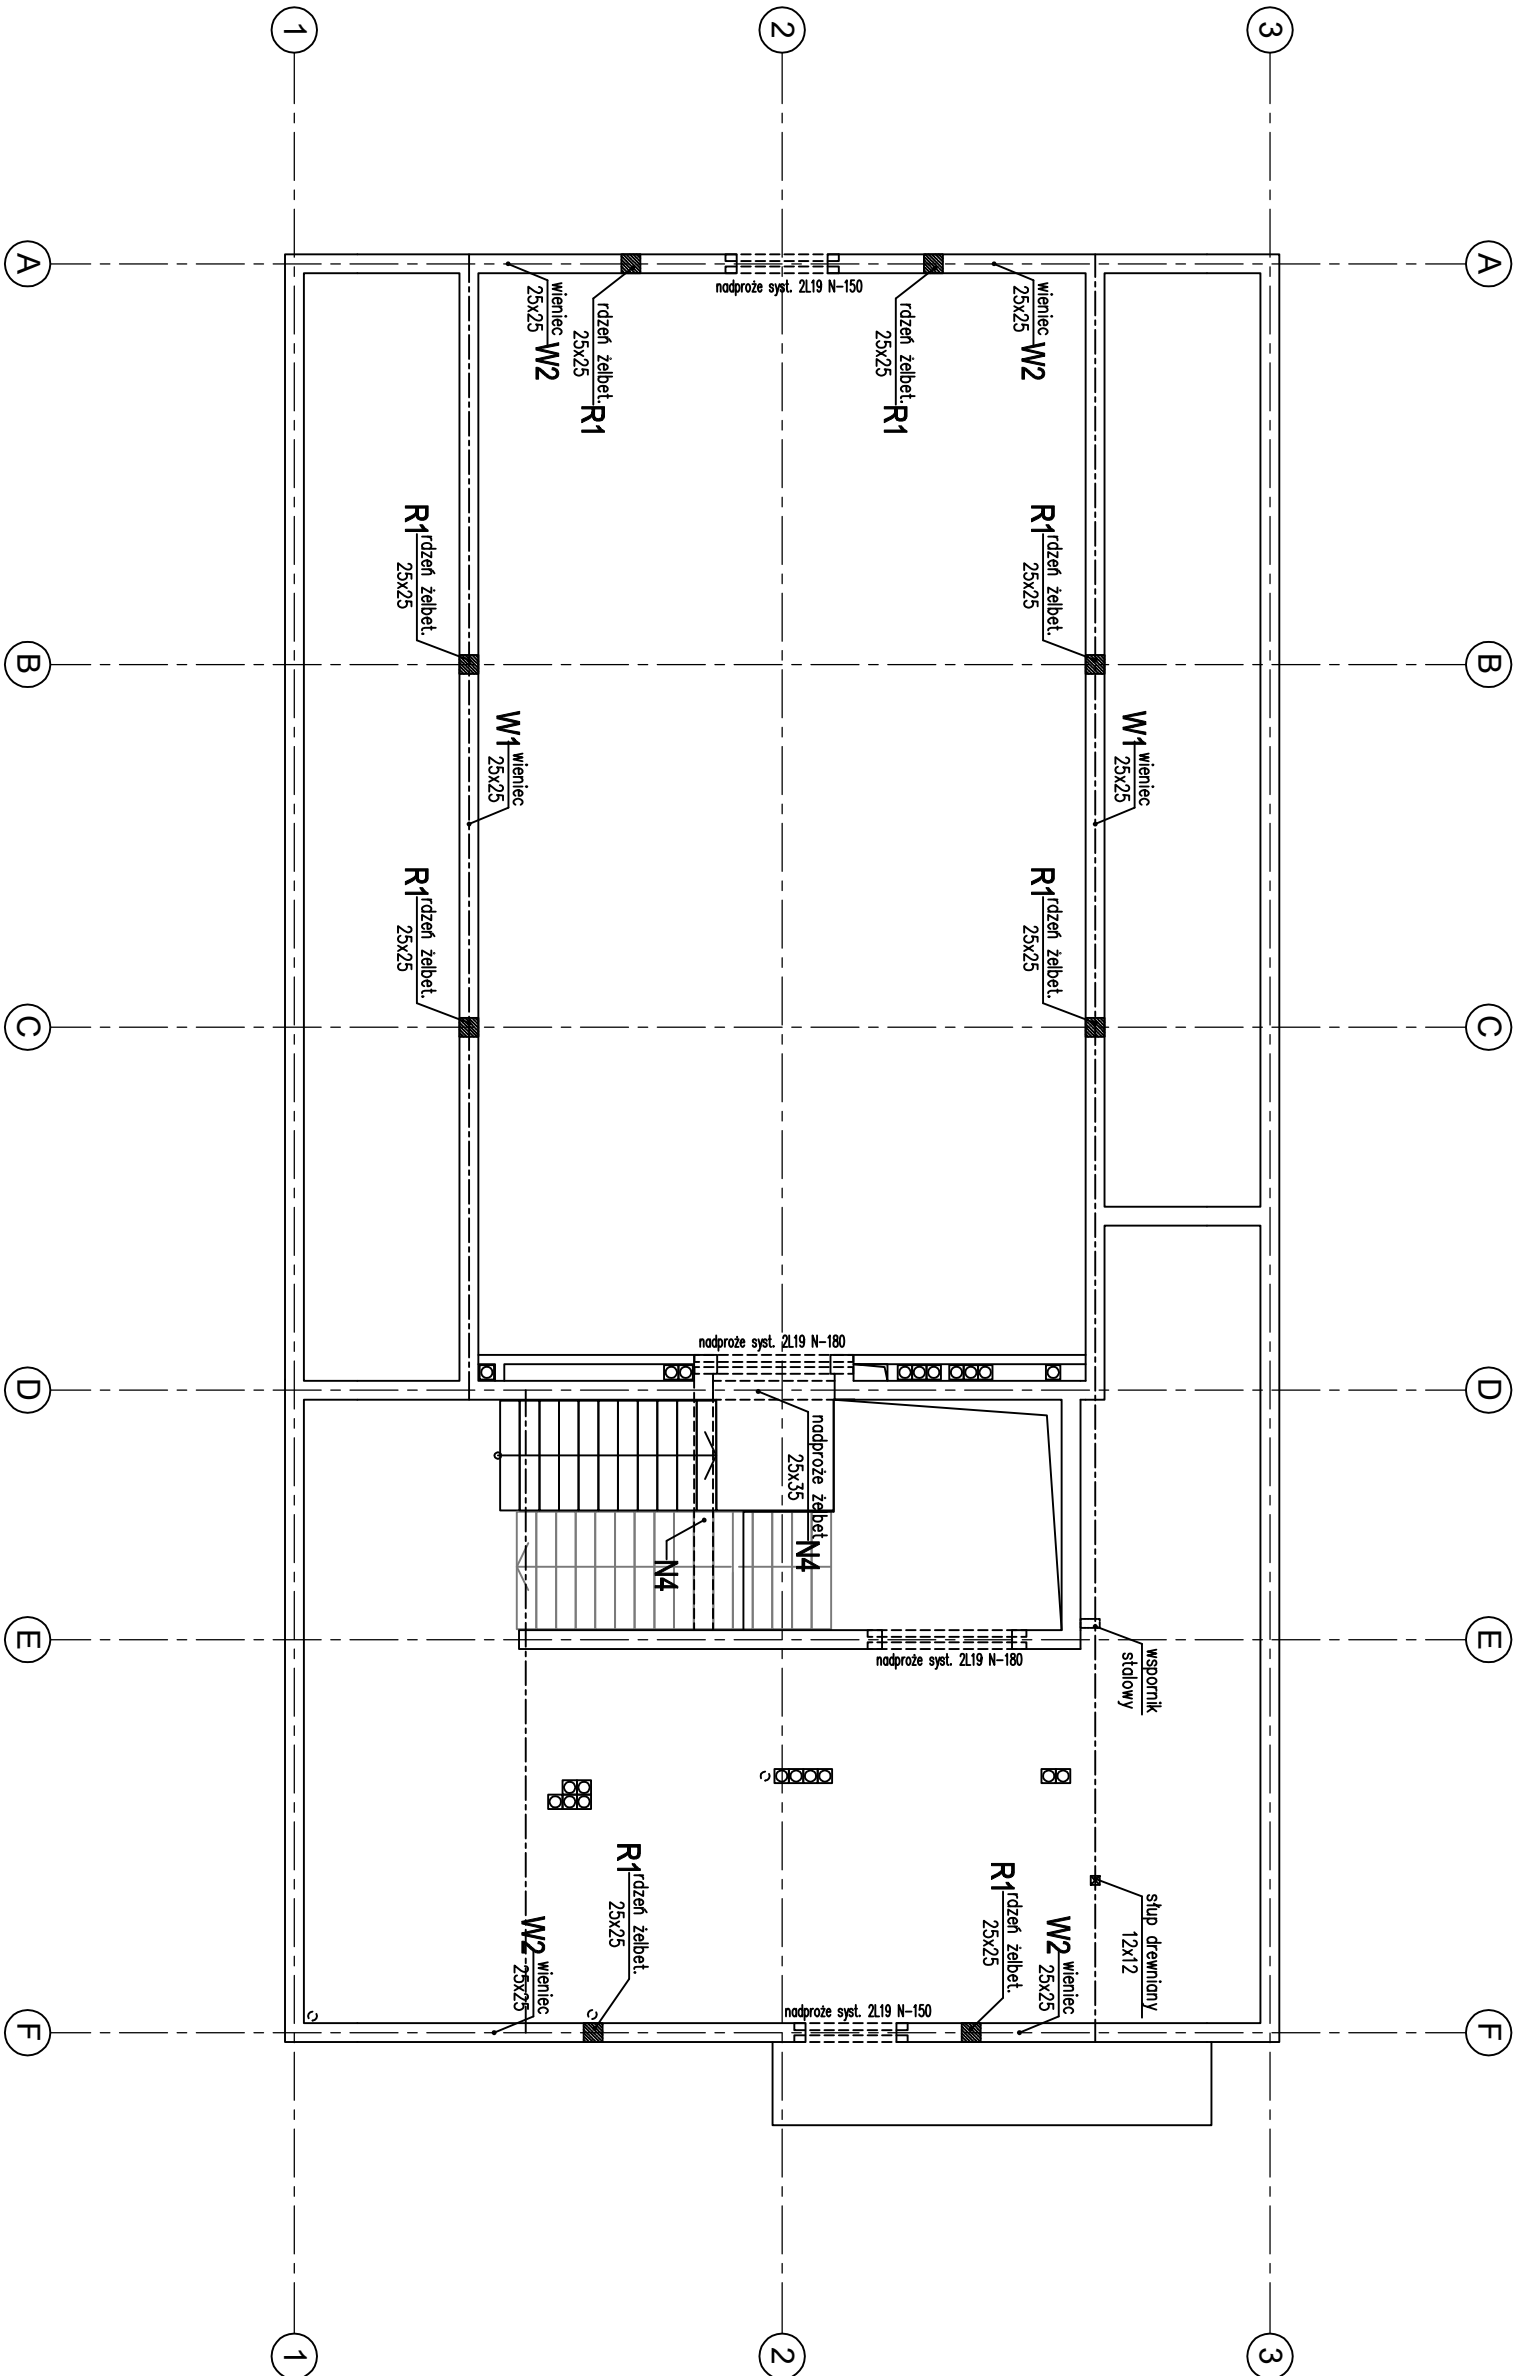 1
2
3
A
A
nadproże syst. 2L19 N-150
wieniec
25x25
W2
rdzeń żelbet.
25x25
R1
rdzeń żelbet.
25x25
R1
wieniec
25x25
W2
R1
rdzeń żelbet.
25x25
R1
rdzeń żelbet.
25x25
B
B
W1
wieniec
25x25
W1
wieniec
25x25
R1
rdzeń żelbet.
25x25
R1
rdzeń żelbet.
25x25
C
C
nadproże syst. 2L19 N-180
D
D
nadproże żelbet.
25x35
N4
N4
E
E
nadproże syst. 2L19 N-180
wspornik
stalowy
R1
rdzeń żelbet.
25x25
R1
rdzeń żelbet.
25x25
słup drewniany
12x12
W2
wieniec
25x25
W2
wieniec
25x25
nadproże syst. 2L19 N-150
F
F
1
2
3